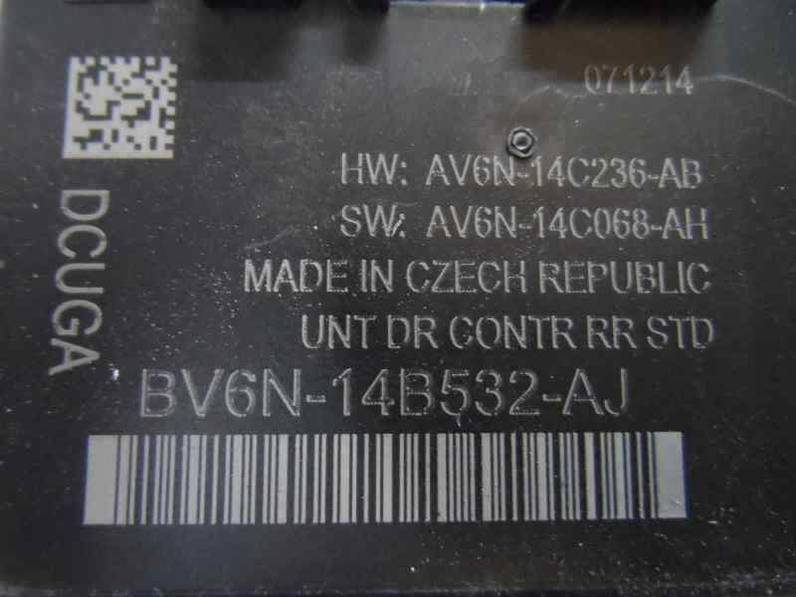 071214
HW: AV6N-14C236-AB
SW: AV6N-14C068-AH
MADE IN CZECH REPUBLIC
UNT DR CONTR RR STD
DCUGA
BV6N-14B532-AJ